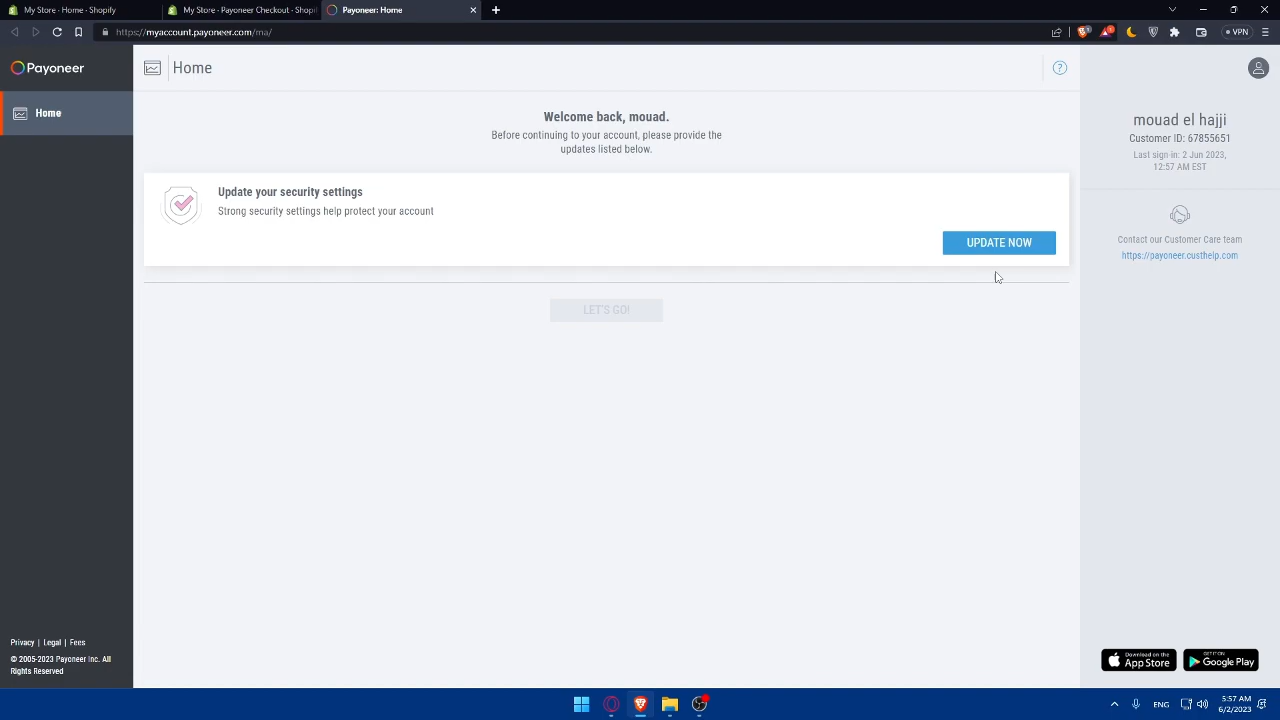 My Store - Home - Shopify
My Store - Payoneer Checkout - Shopi
Payoneer: Home
https://myaccount.payoneer.com/ma/
VPN
Payoneer
Home
Home
Welcome back, mouad.
Before continuing to your account, please provide the
updates listed below.
Update your security settings
Strong security settings help protect your account
UPDATE NOW
LET'S GO!
mouad el hajji
Customer ID: 67855651
Last sign-in: 2 Jun 2023,
12:57 AM EST
Contact our Customer Care team
https://payoneer.custhelp.com
Privacy | Legal | Fees
© 2005-2023 Payoneer Inc. All
Rights Reserved
Download on the
App Store
GET IT ON
Google Play
ENG
5:57 AM
6/2/2023